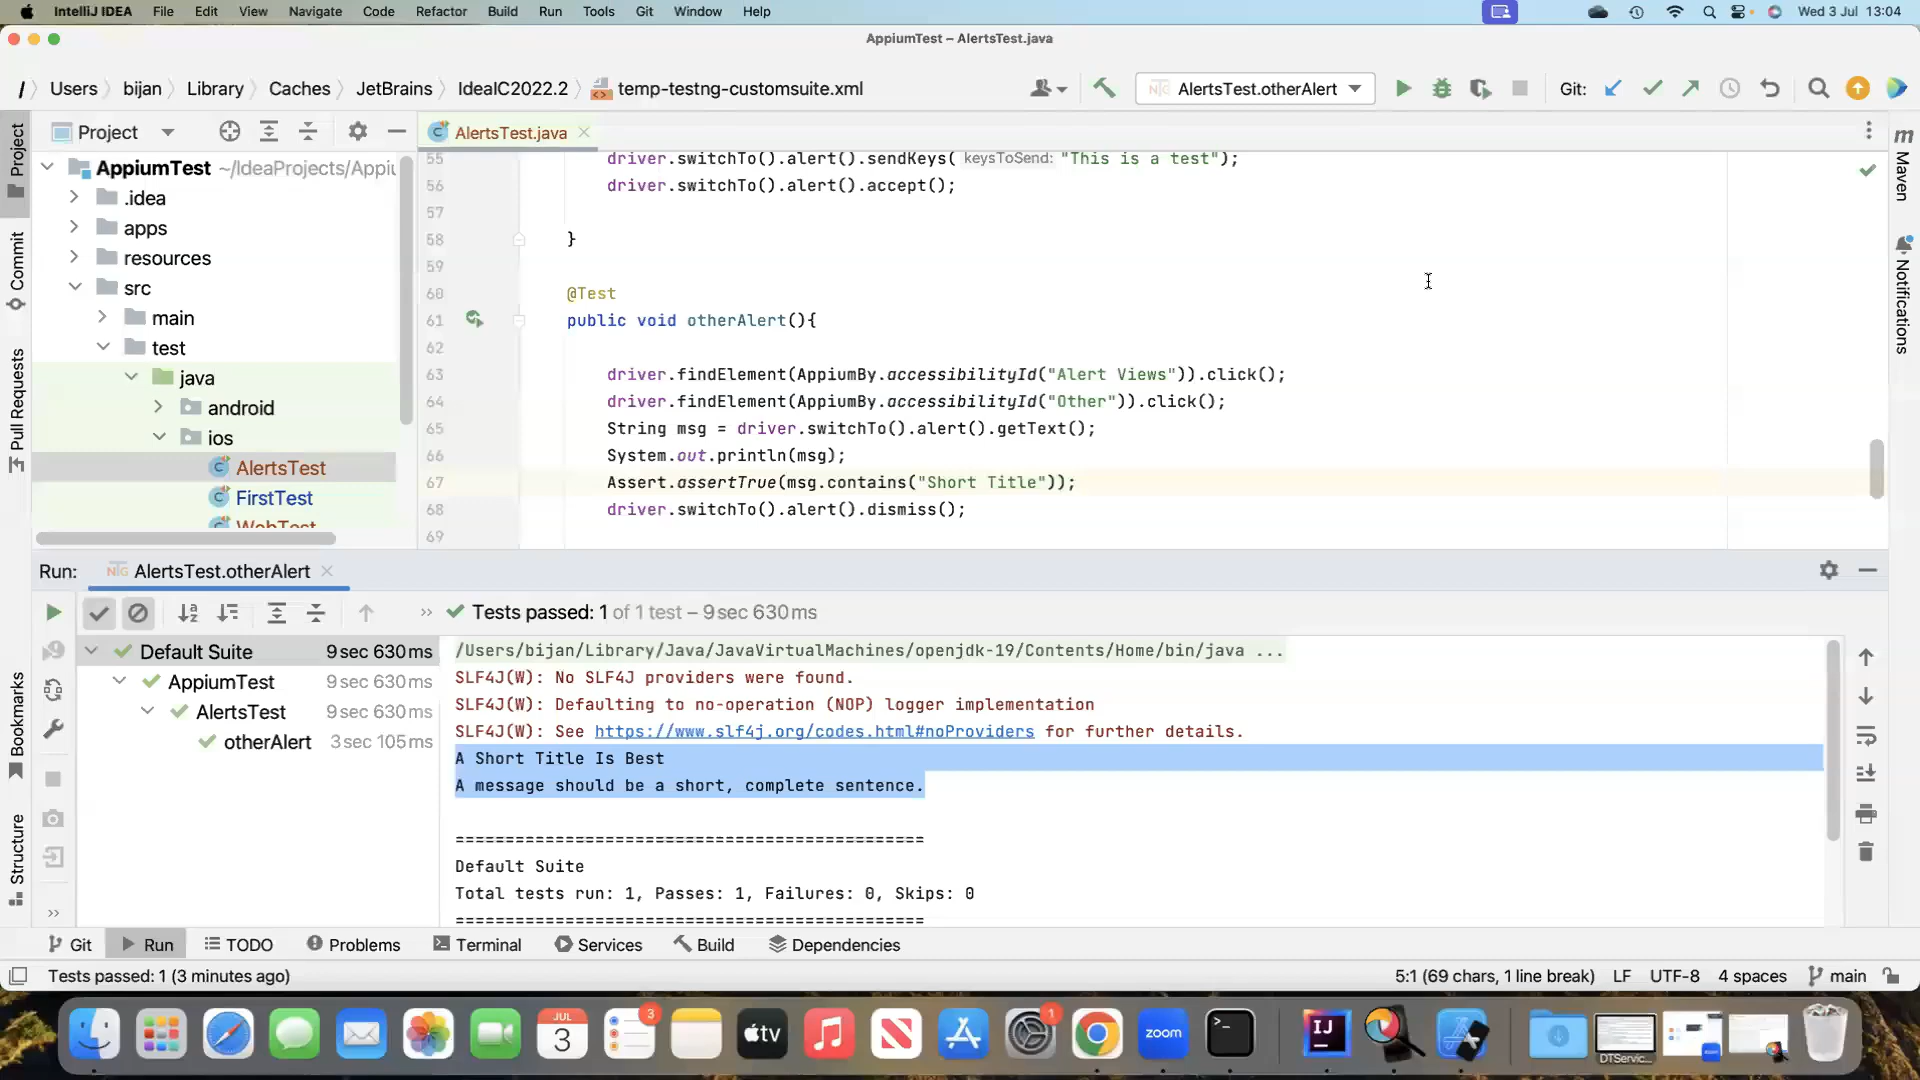 IntelliJ IDEA File Edit View Navigate Code Refactor Build Run Tools Git Window Help Wed 3 Jul 13:04
AppiumTest – AlertsTest.java
/ Users bijan Library Caches JetBrains IdeaIC2022.2 temp-testng-customsuite.xml AlertsTest.otherAlert Git:
Project AlertsTest.java
AppiumTest ~/IdeaProjects/Appiu
.idea
apps
resources
src
main
test
java
android
ios
AlertsTest
FirstTest
WebTest
55 driver.switchTo().alert().sendKeys( keysToSend: "This is a test");
56 driver.switchTo().alert().accept();
57
58 }
59
60 @Test
61 public void otherAlert(){
62
63 driver.findElement(AppiumBy.accessibilityId("Alert Views")).click();
64 driver.findElement(AppiumBy.accessibilityId("Other")).click();
65 String msg = driver.switchTo().alert().getText();
66 System.out.println(msg);
67 Assert.assertTrue(msg.contains("Short Title"));
68 driver.switchTo().alert().dismiss();
69
Project
Commit
Pull Requests
Bookmarks
Structure
m
Maven
Notifications
Run: AlertsTest.otherAlert
Tests passed: 1 of 1 test – 9 sec 630 ms
Default Suite 9 sec 630 ms
AppiumTest 9 sec 630 ms
AlertsTest 9 sec 630 ms
otherAlert 3 sec 105 ms
/Users/bijan/Library/Java/JavaVirtualMachines/openjdk-19/Contents/Home/bin/java ...
SLF4J(W): No SLF4J providers were found.
SLF4J(W): Defaulting to no-operation (NOP) logger implementation
SLF4J(W): See https://www.slf4j.org/codes.html#noProviders for further details.
A Short Title Is Best
A message should be a short, complete sentence.
===============================================
Default Suite
Total tests run: 1, Passes: 1, Failures: 0, Skips: 0
===============================================
Git Run TODO Problems Terminal Services Build Dependencies
Tests passed: 1 (3 minutes ago) 5:1 (69 chars, 1 line break) LF UTF-8 4 spaces main
JUL
3
3
tv
1
zoom
IJ
DTServic...